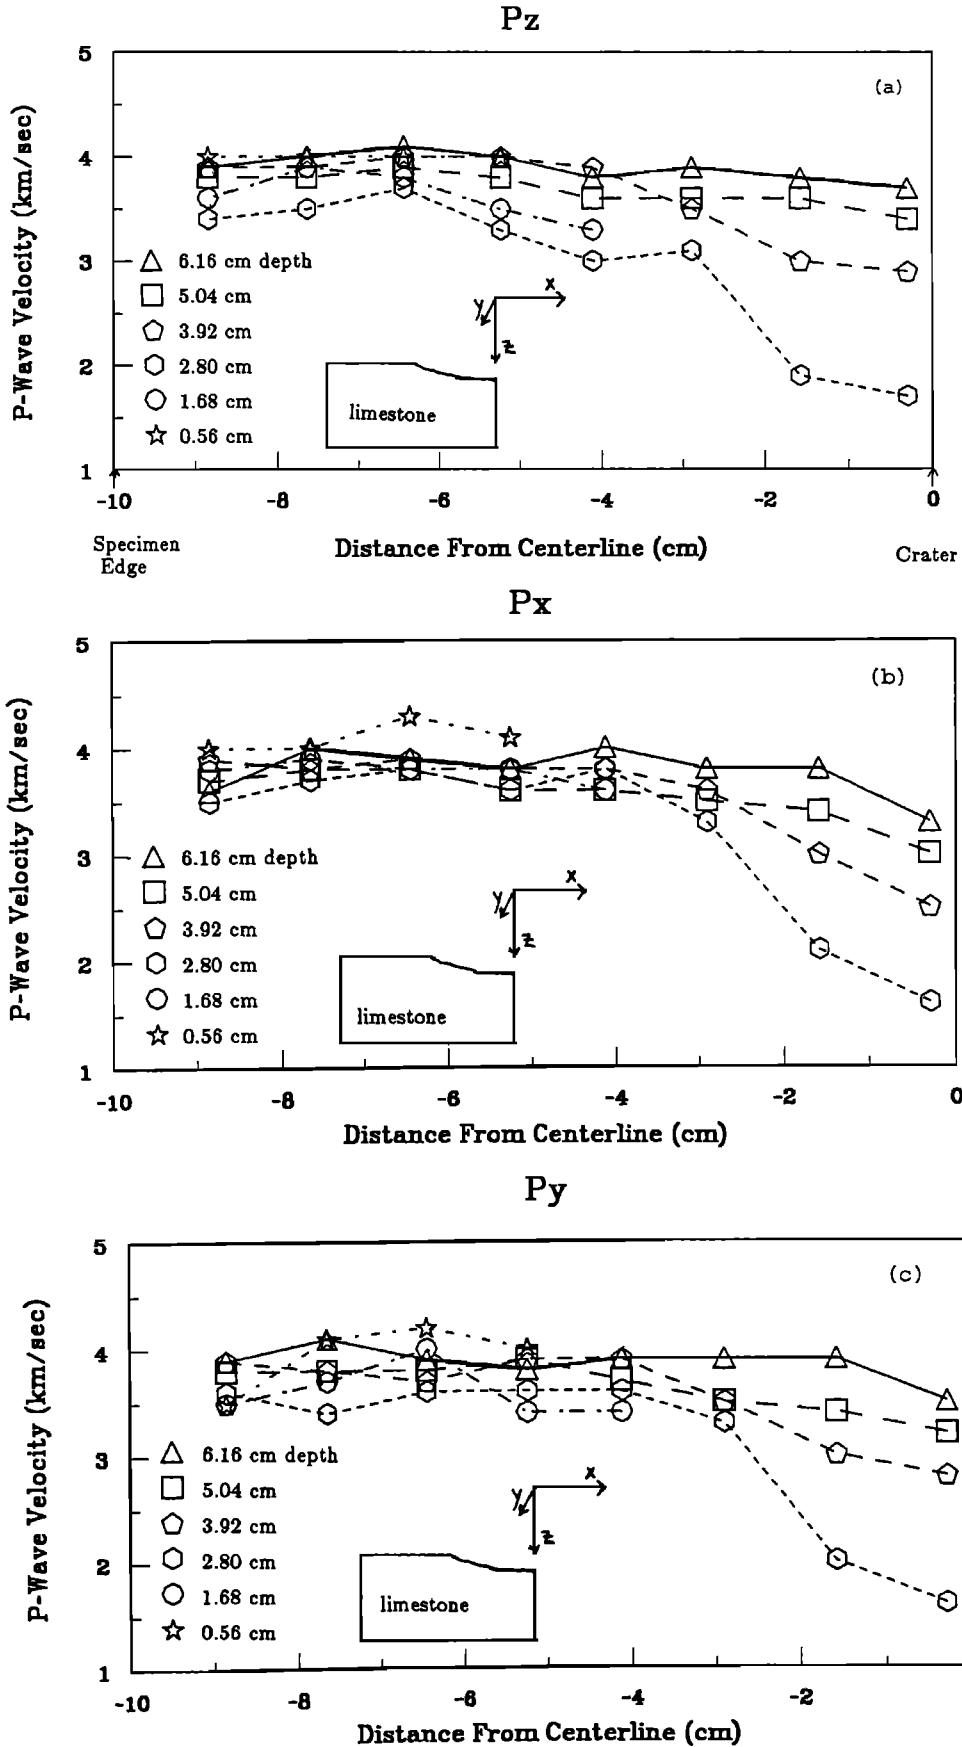 Pz
(a)
5
4
3
2
1
P-Wave Velocity (km/sec)
6.16 cm depth
5.04 cm
3.92 cm
2.80 cm
1.68 cm
0.56 cm
x
y
z
limestone
-10 -8 -6 -4 -2 0
Specimen Edge
Distance From Centerline (cm)
Crater
Px
(b)
5
4
3
2
1
P-Wave Velocity (km/sec)
6.16 cm depth
5.04 cm
3.92 cm
2.80 cm
1.68 cm
0.56 cm
x
y
z
limestone
-10 -8 -6 -4 -2 0
Distance From Centerline (cm)
Py
(c)
5
4
3
2
1
P-Wave Velocity (km/sec)
6.16 cm depth
5.04 cm
3.92 cm
2.80 cm
1.68 cm
0.56 cm
x
y
z
limestone
-10 -8 -6 -4 -2
Distance From Centerline (cm)